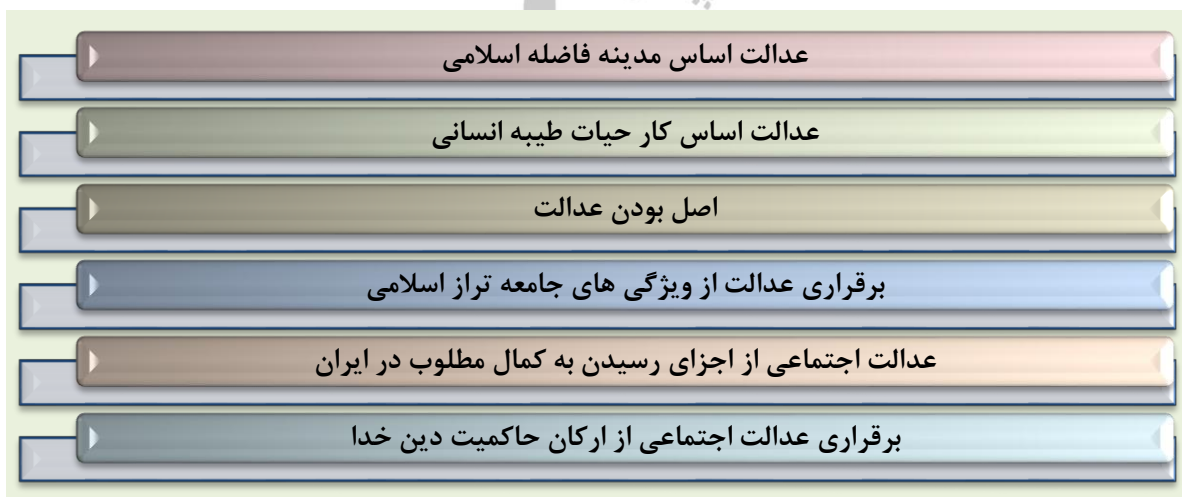 عدالت اساس مدینه فاضله اسلامی
عدالت اساس کار حیات طیبه انسانی
اصل بودن عدالت
برقراری عدالت از ویژگی های جامعه تراز اسلامی
عدالت اجتماعی از اجزای رسیدن به کمال مطلوب در ایران
برقراری عدالت اجتماعی از ارکان حاکمیت دین خدا